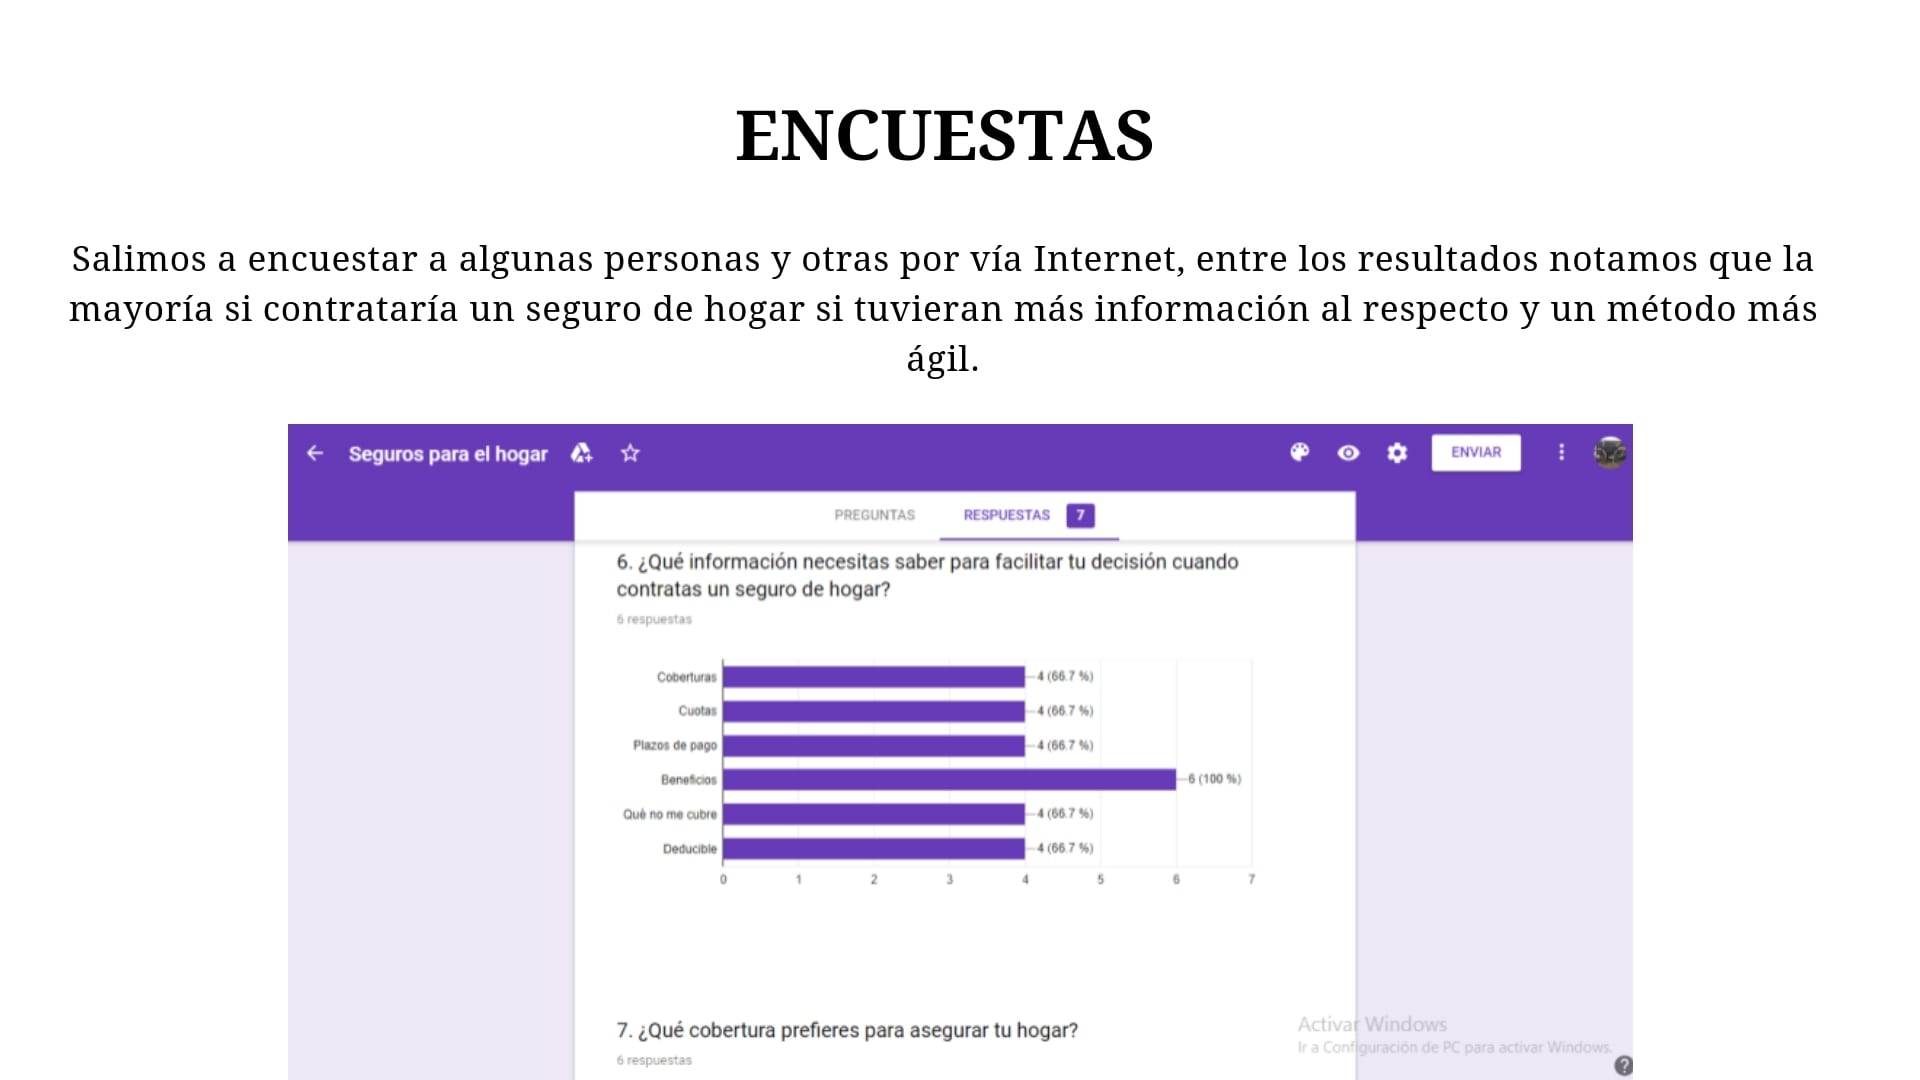 ENCUESTAS
Salimos a encuestar a algunas personas y otras por vía Internet, entre los resultados notamos que la
mayoría si contrataría un seguro de hogar si tuvieran más información al respecto y un método más
ágil.
Seguros para el hogar
ENVIAR
PREGUNTAS RESPUESTAS 7
6. ¿Qué información necesitas saber para facilitar tu decisión cuando
contratas un seguro de hogar?
6 respuestas
Coberturas 4 (66.7 %)
Cuotas 4 (66.7 %)
Plazos de pago 4 (66.7 %)
Beneficios 6 (100 %)
Qué no me cubre 4 (66.7 %)
Deducible 4 (66.7 %)
0 1 2 3 4 5 6 7
7. ¿Qué cobertura prefieres para asegurar tu hogar?
6 respuestas
Activar Windows
Ir a Configuración de PC para activar Windows.
?